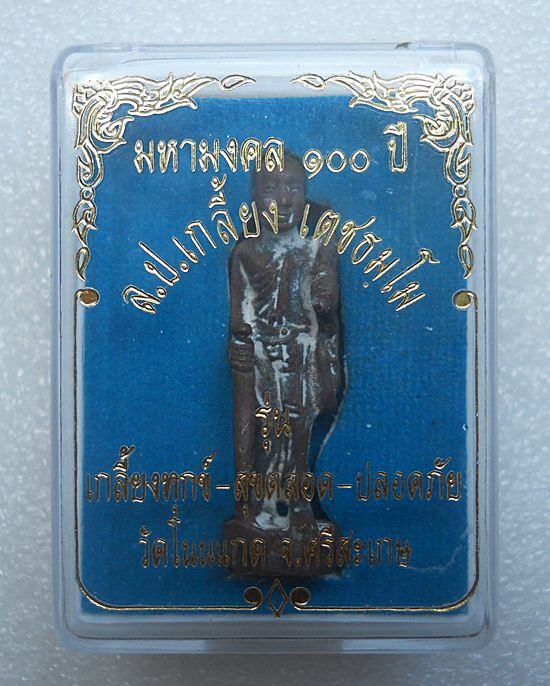 มหามงคล ๑๐๐ ปี
ล.ป.เกลี้ยง เตชธมฺโม
รุ่น
เกลี้ยงทุกข์-สุขตลอด-ปลอดภัย
วัดโนนแกด จ.ศรีสะเกษ